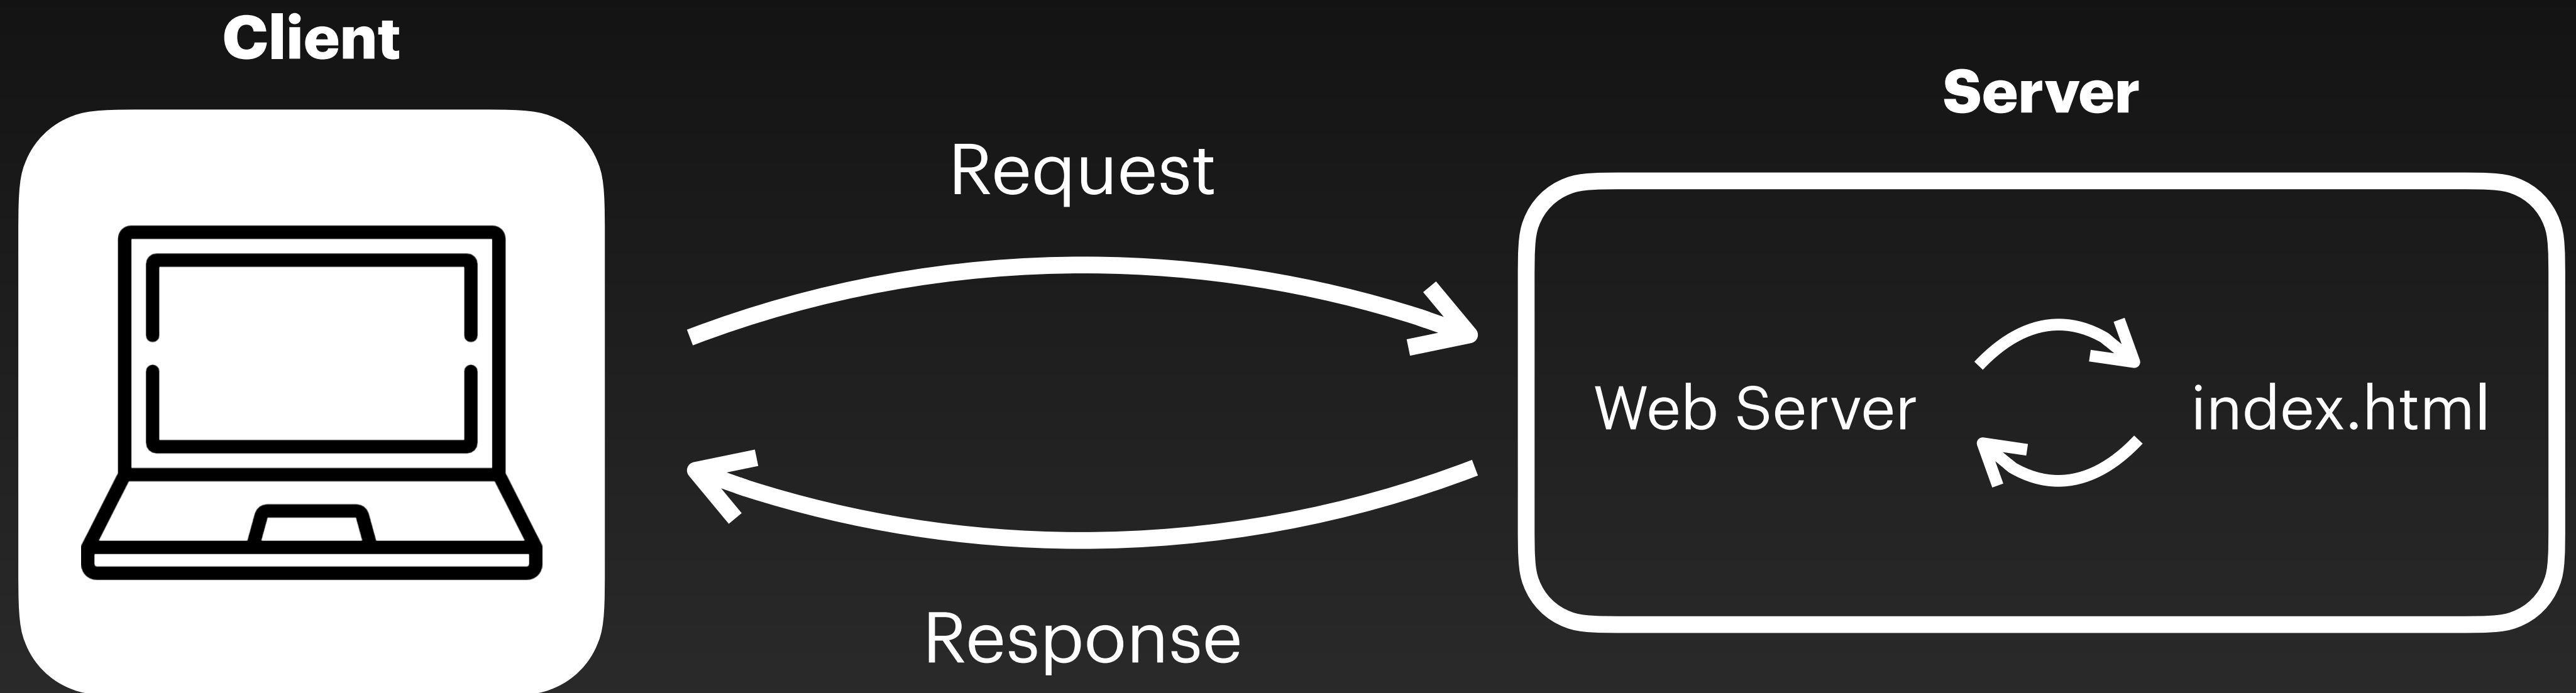 Client
Server
Request
Web Server
index.html
Response